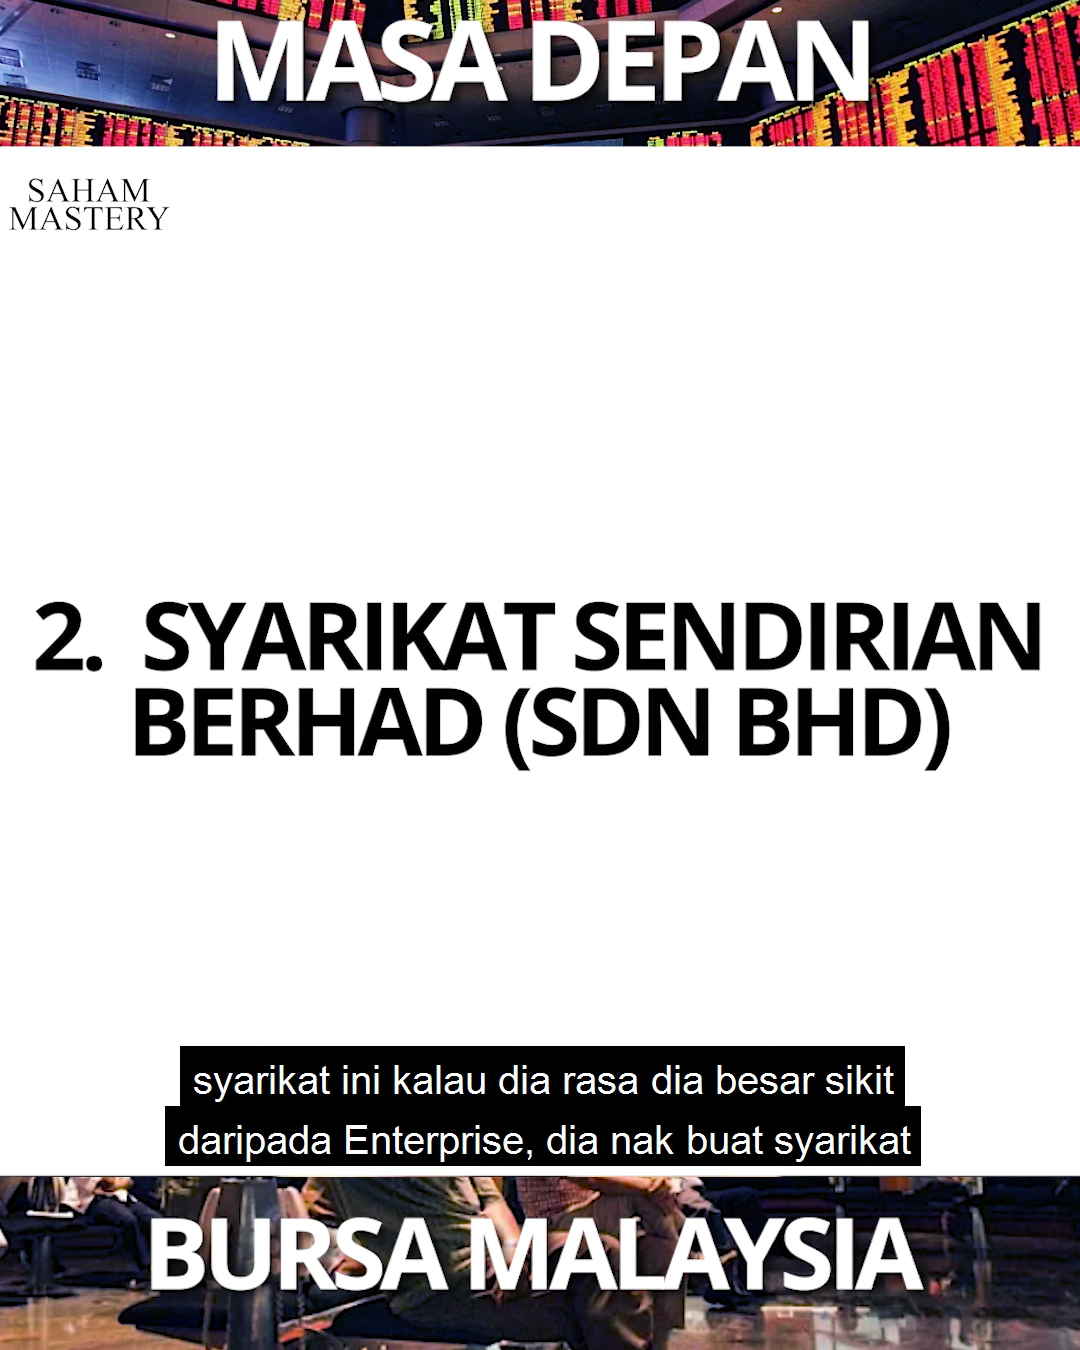 MASA DEPAN
SAHAM
MASTERY
2. SYARIKAT SENDIRIAN
BERHAD (SDN BHD)
syarikat ini kalau dia rasa dia besar sikit
daripada Enterprise, dia nak buat syarikat
BURSA MALAYSIA